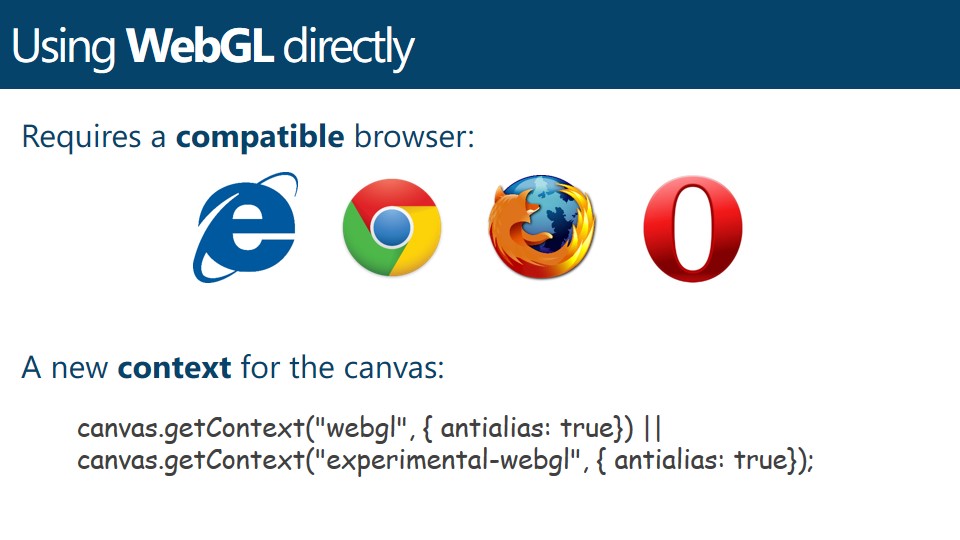 Using WebGL directly
Requires a compatible browser:
A new context for the canvas:
canvas.getContext("webgl", { antialias: true}) ||
canvas.getContext("experimental-webgl", { antialias: true});